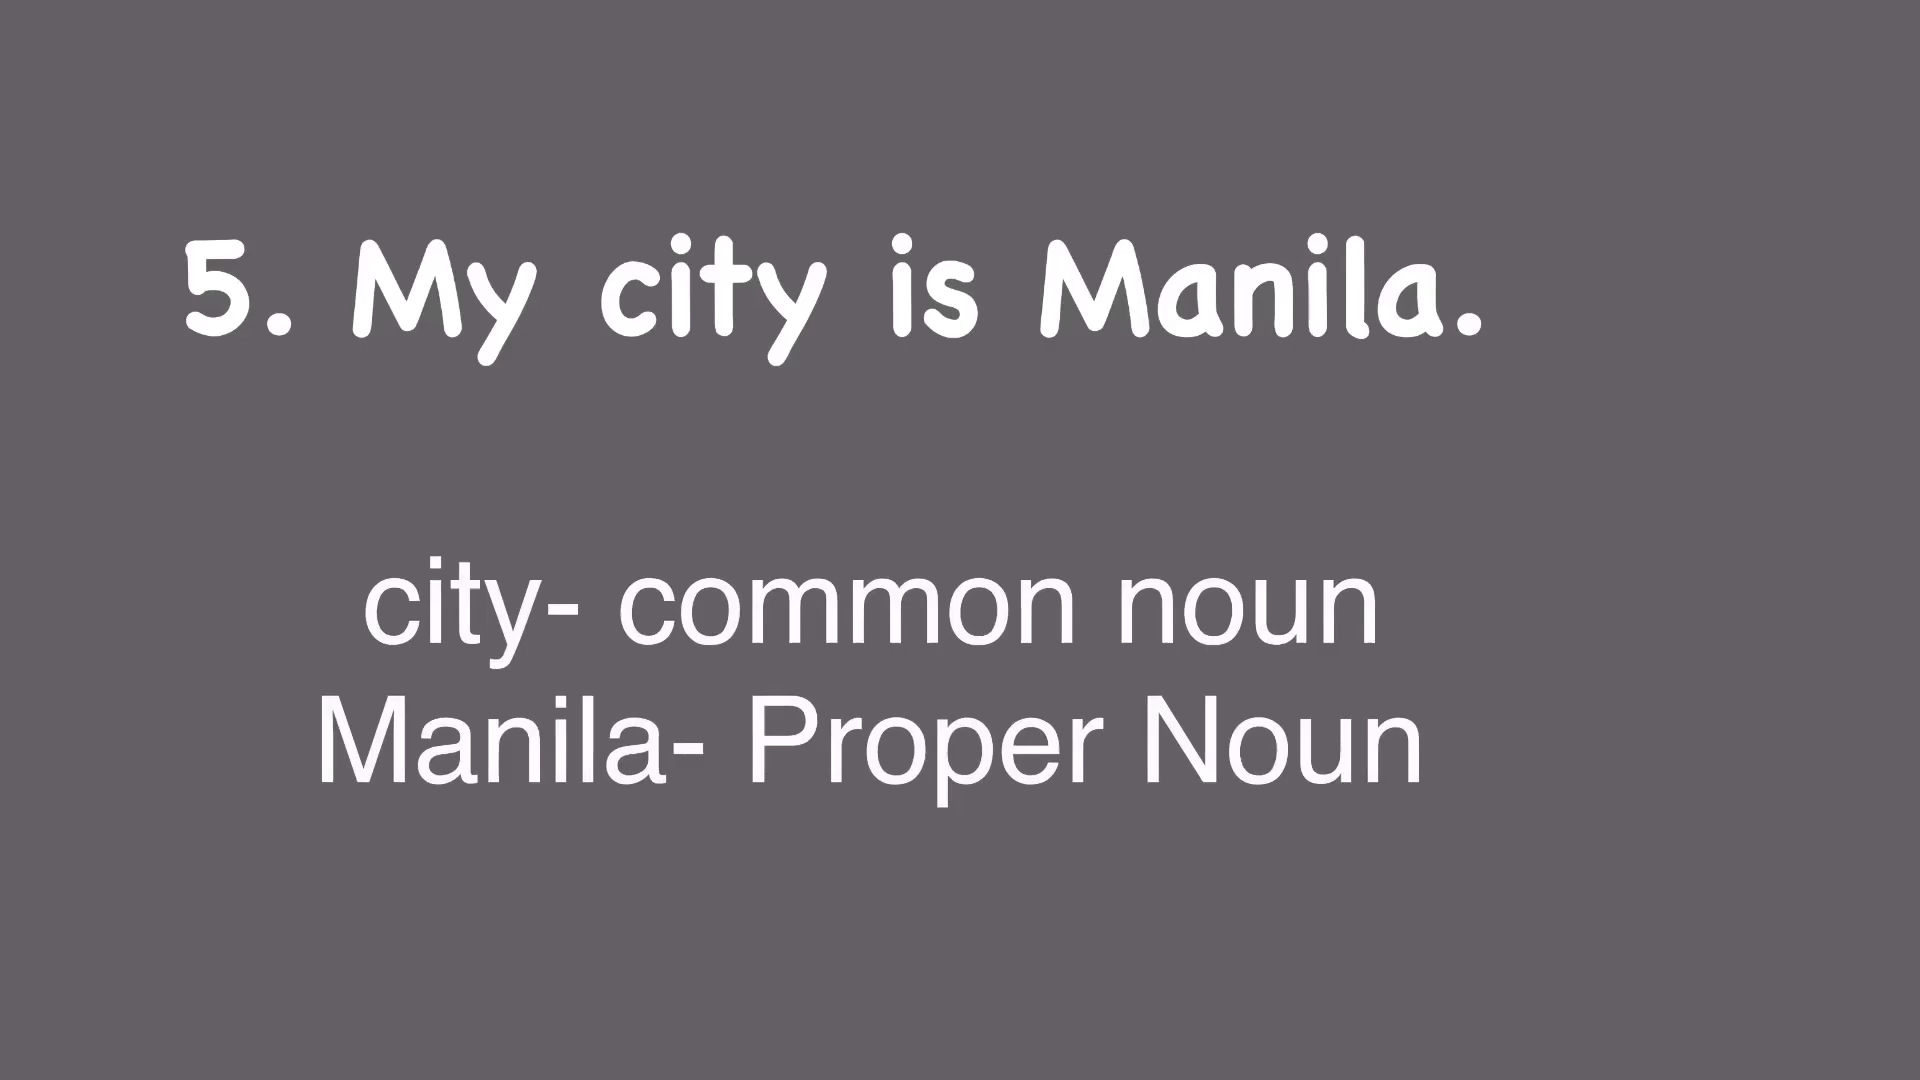 5. My city is Manila.
city- common noun
Manila- Proper Noun